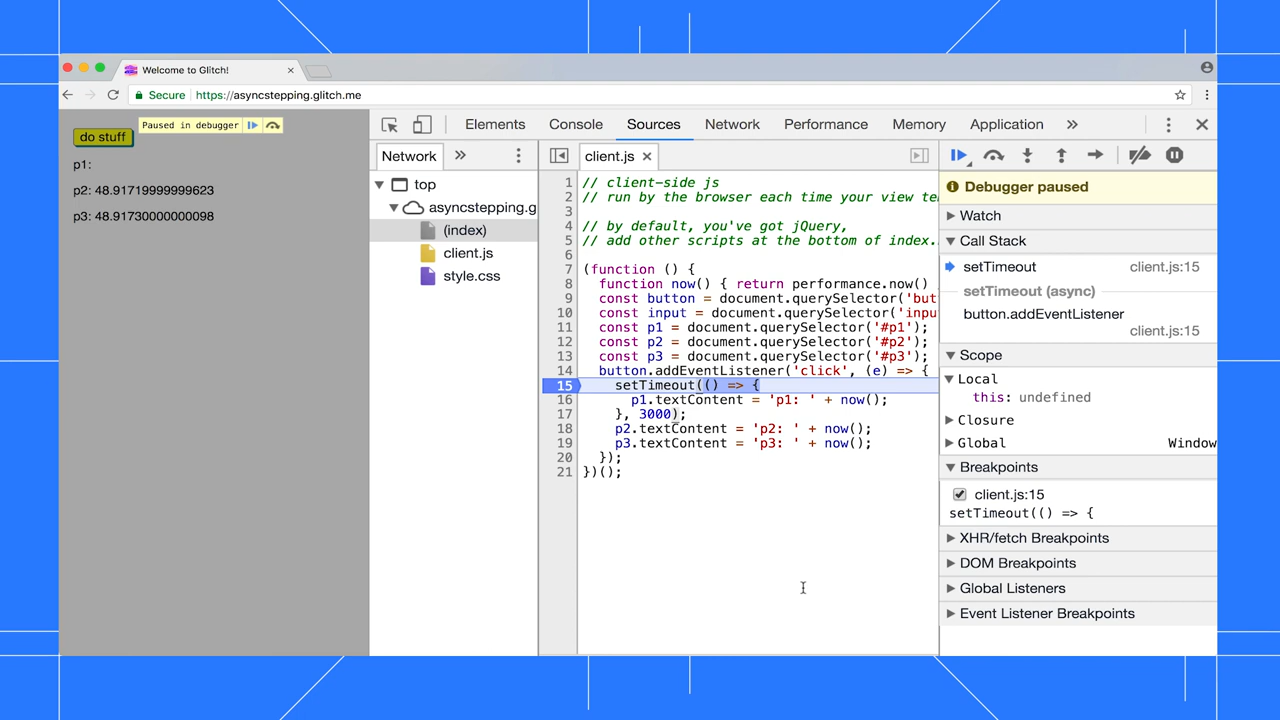 Welcome to Glitch!
Secure https://asyncstepping.glitch.me
do stuff
Paused in debugger
p1:
p2: 48.91719999999623
p3: 48.91730000000098
Elements Console Sources Network Performance Memory Application
Network
top
asyncstepping.g
(index)
client.js
style.css
client.js
1 // client-side js
2 // run by the browser each time your view te
3
4 // by default, you've got jQuery,
5 // add other scripts at the bottom of index.
6
7 (function () {
8 function now() { return performance.now()
9 const button = document.querySelector('but
10 const input = document.querySelector('inpu
11 const p1 = document.querySelector('#p1');
12 const p2 = document.querySelector('#p2');
13 const p3 = document.querySelector('#p3');
14 button.addEventListener('click', (e) => {
15 setTimeout(() => {
16 p1.textContent = 'p1: ' + now();
17 }, 3000);
18 p2.textContent = 'p2: ' + now();
19 p3.textContent = 'p3: ' + now();
20 });
21 })();
Debugger paused
Watch
Call Stack
setTimeout client.js:15
setTimeout (async)
button.addEventListener
client.js:15
Scope
Local
this: undefined
Closure
Global Window
Breakpoints
client.js:15
setTimeout(() => {
XHR/fetch Breakpoints
DOM Breakpoints
Global Listeners
Event Listener Breakpoints